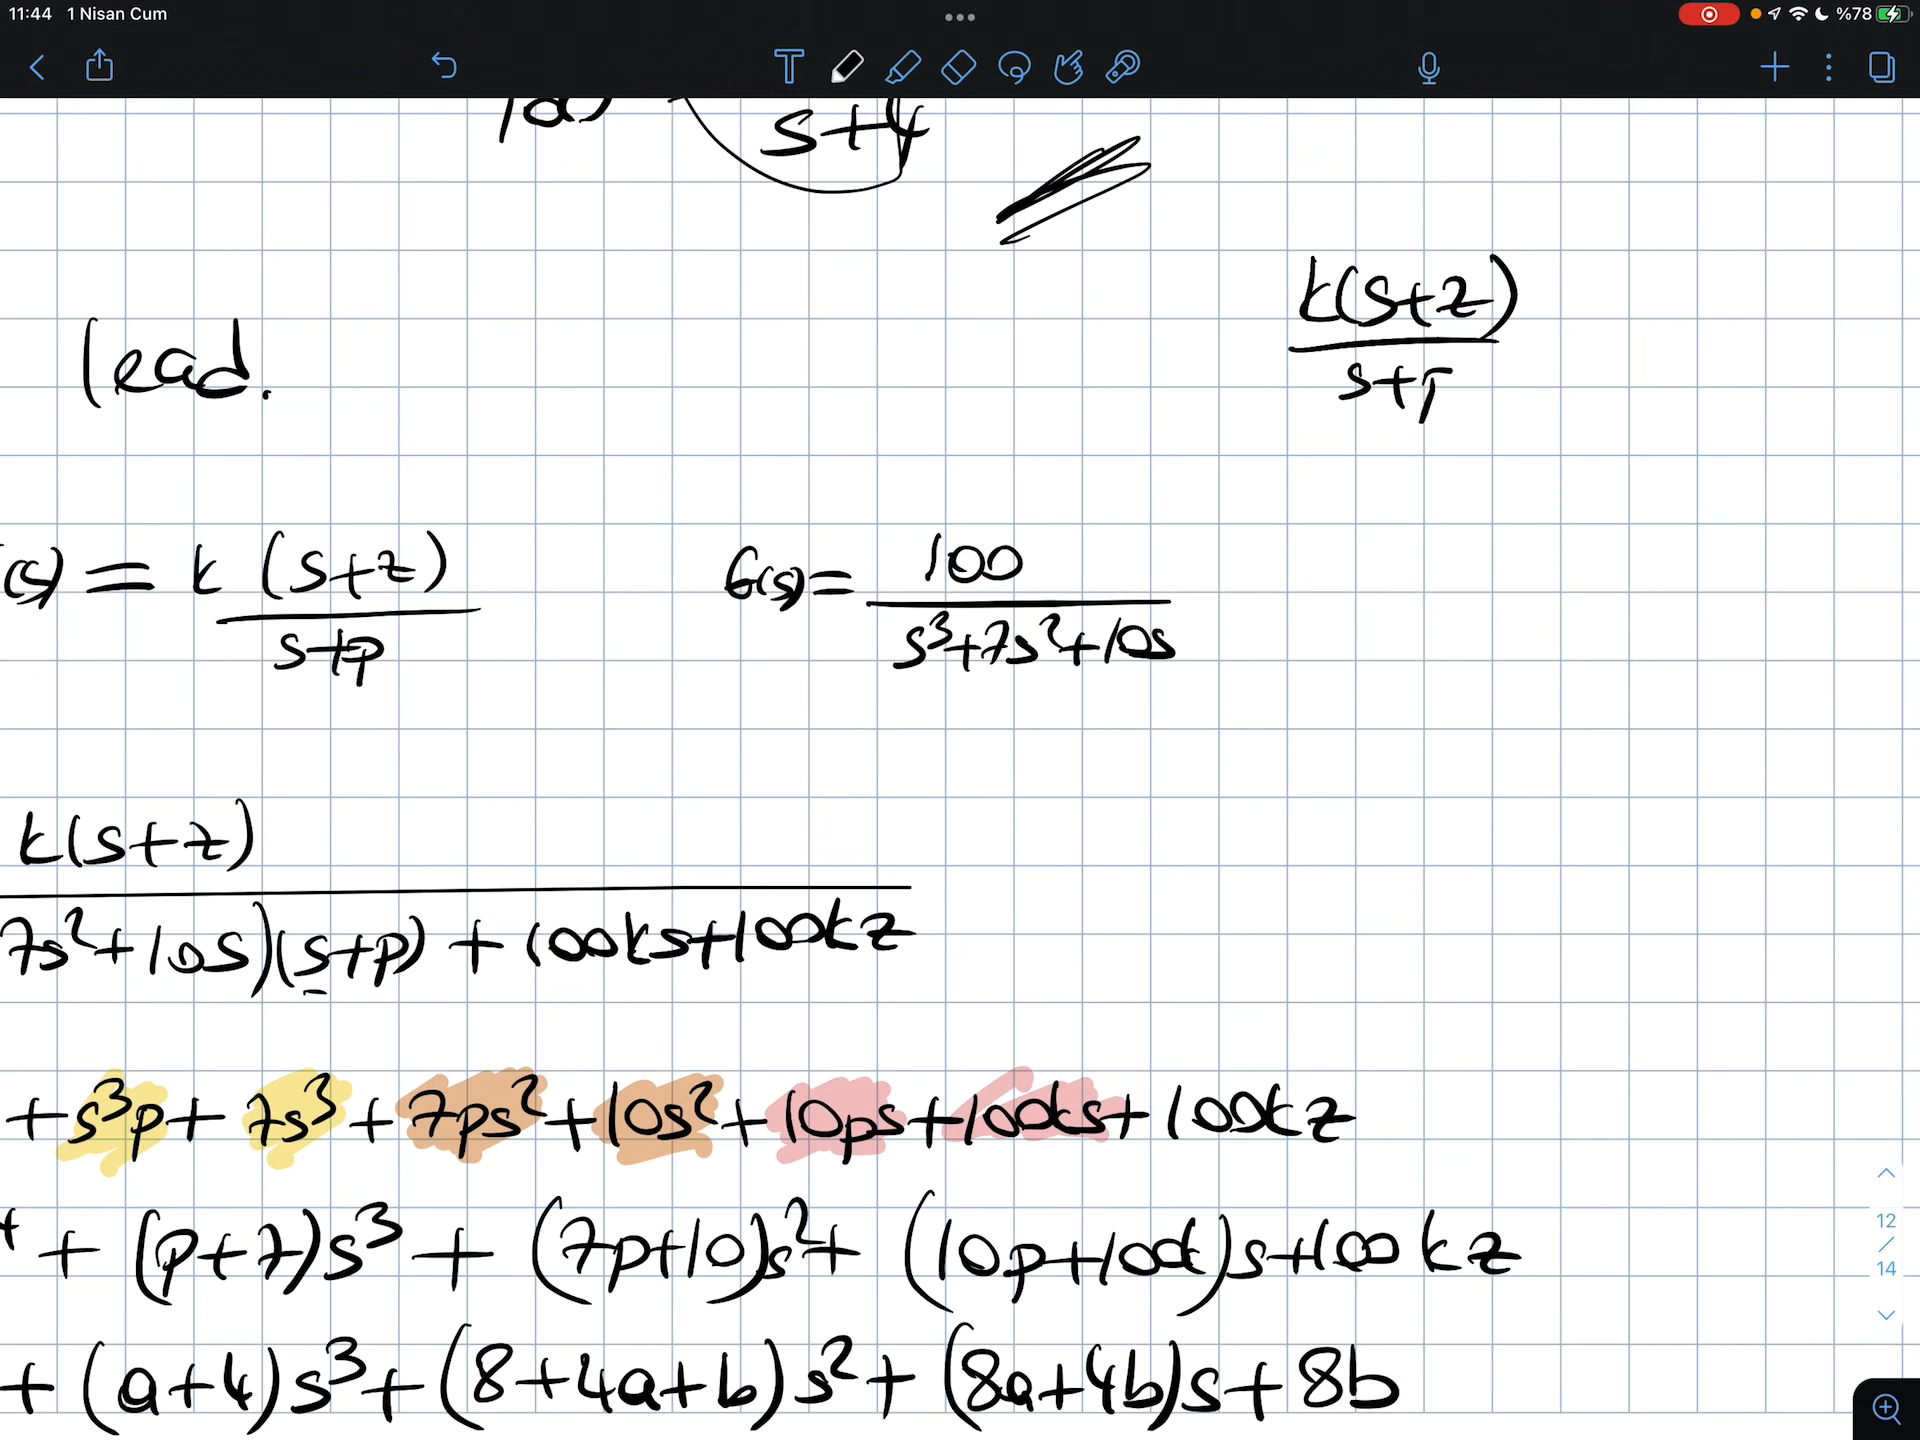 11:44 1 Nisan Cum
%78
s+4
k(s+z)
s+p
lead.
(s) = k (s+z)
s+p
G(s) = 100
s³+7s²+10s
k(s+z)
7s²+10s)(s+p) + 100ks+100kz
+s³p+ 7s³ + 7ps² +10s² + 10ps+100ks+ 100kz
+ (p+7)s³ + (7p+10)s²+ (10p+100k)s+100kz
+ (a+4)s³+(8+4a+b)s²+ (8a+4b)s+8b
12
/
14